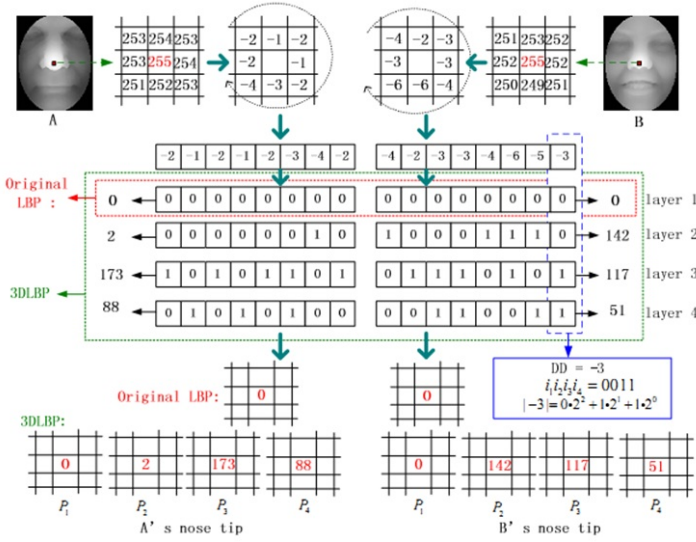 253 254 253
253 255 254
251 252 253
-2 -1 -2
-2 -1
-4 -3 -2
-4 -2 -3
-3 -3
-6 -6 -4
251 253 252
252 255 252
250 249 251
A
B
-2 -1 -2 -1 -2 -3 -4 -2
-4 -2 -3 -3 -4 -6 -5 -3
Original
LBP :
0 0 0 0 0 0 0 0 0
0 0 0 0 0 0 0 0 0
layer 1
2 0 0 0 0 0 0 1 0
1 0 0 0 1 1 1 0 142
layer 2
173 1 0 1 0 1 1 0 1
0 1 1 1 0 1 0 1 117
layer 3
3DLBP
88 0 1 0 1 1 0 0 0
0 0 1 1 0 0 1 1 51
layer 4
DD = -3
i₁i₂i₃i₄ = 0011
|-3|= 0•2² + 1•2¹ + 1•2⁰
Original LBP:
0
0
3DLBP:
0 2 173 88
0 142 117 51
P₁ P₂ P₃ P₄
P₁ P₂ P₃ P₄
A's nose tip
B's nose tip